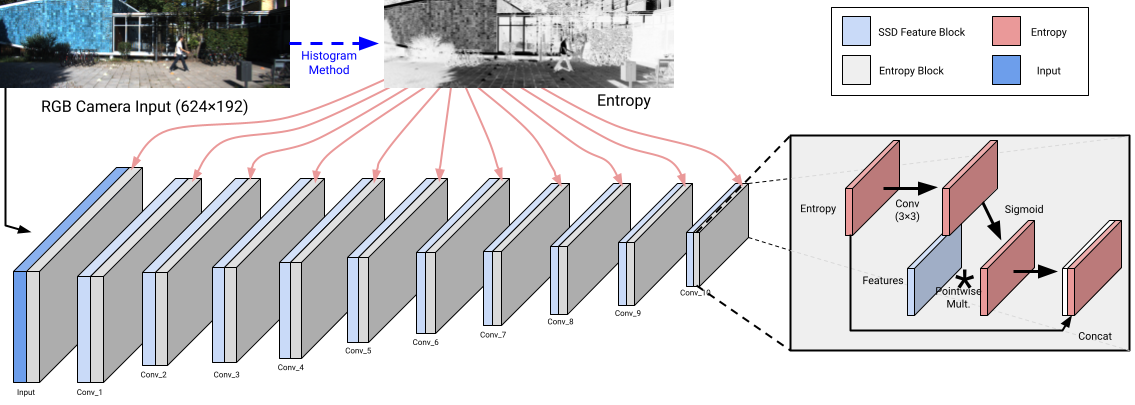 Histogram
Method
RGB Camera Input (624×192)
Entropy
SSD Feature Block
Entropy
Entropy Block
Input
Entropy
Conv
(3×3)
Sigmoid
Features
*
Pointwise
Mult.
Concat
Input
Conv_1
Conv_2
Conv_3
Conv_4
Conv_5
Conv_6
Conv_7
Conv_8
Conv_9
Conv_10